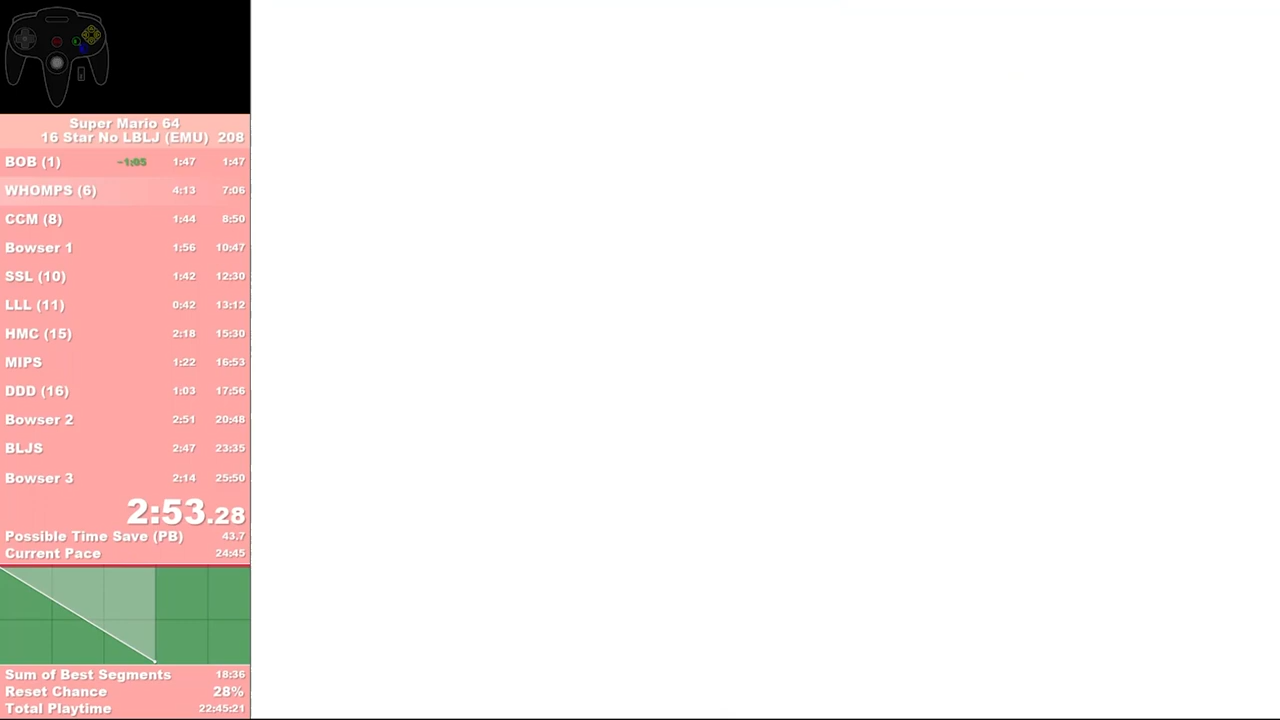 Super Mario 64
16 Star No LBLJ (EMU) 208
BOB (1) −1:05 1:47 1:47
WHOMPS (6) 4:13 7:06
CCM (8) 1:44 8:50
Bowser 1 1:56 10:47
SSL (10) 1:42 12:30
LLL (11) 0:42 13:12
HMC (15) 2:18 15:30
MIPS 1:22 16:53
DDD (16) 1:03 17:56
Bowser 2 2:51 20:48
BLJS 2:47 23:35
Bowser 3 2:14 25:50
2:53.28
Possible Time Save (PB) 43.7
Current Pace 24:45
Sum of Best Segments 18:36
Reset Chance 28%
Total Playtime 22:45:21